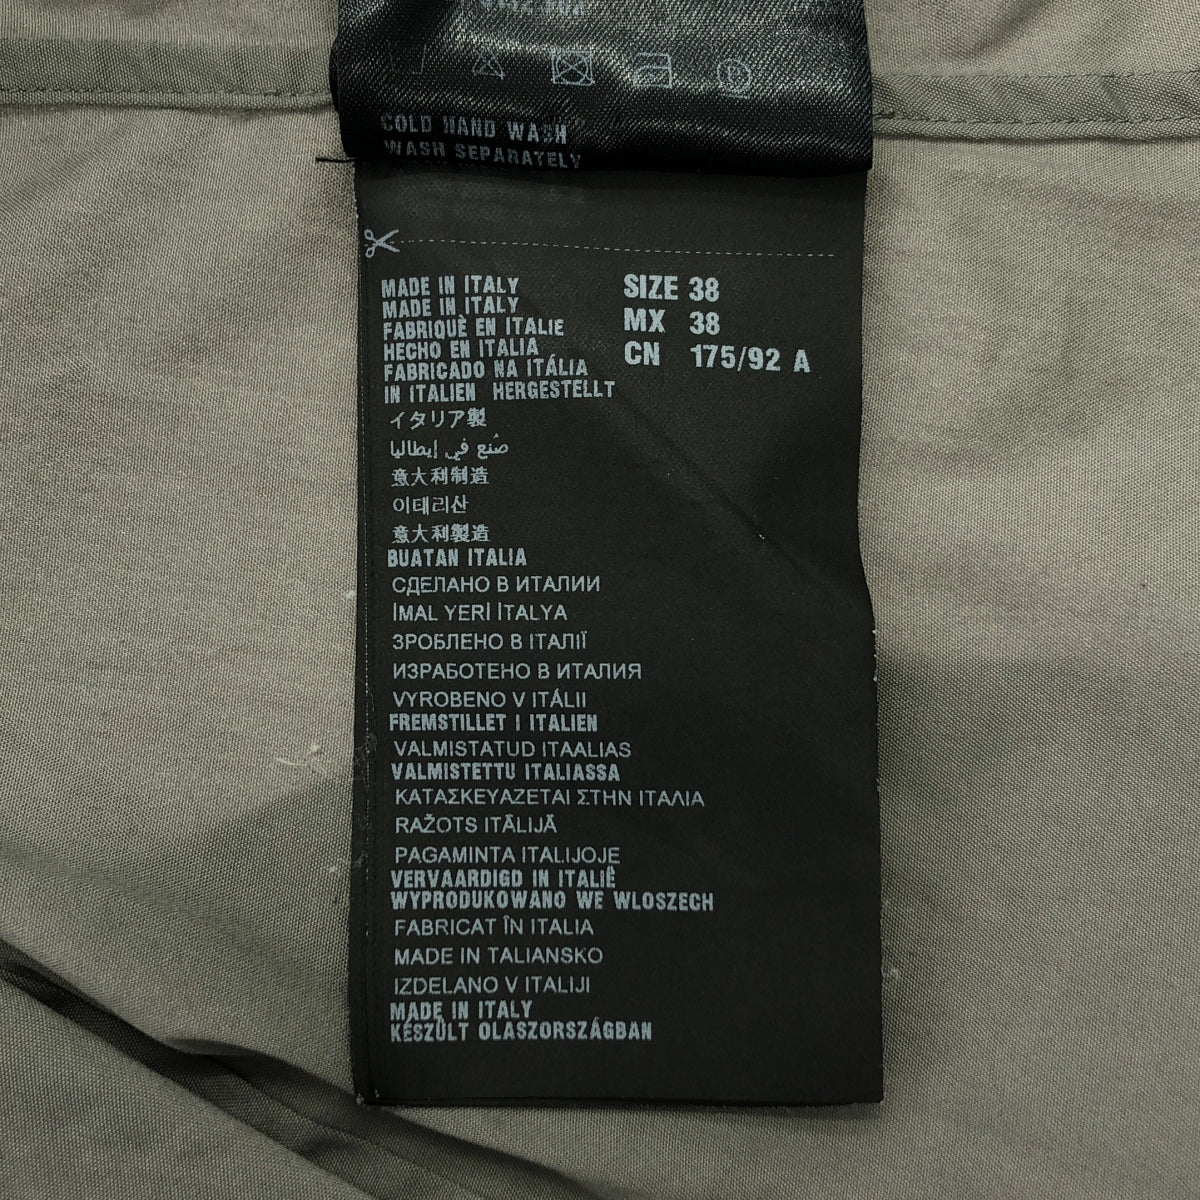 COLD HAND WASH
WASH SEPARATELY
MADE IN ITALY
MADE IN ITALY
FABRIQUÈ EN ITALIE
HECHO EN ITALIA
FABRICADO NA ITÁLIA
IN ITALIEN HERGESTELLT
イタリア製
صُنع في إيطاليا
意大利制造
이태리산
意大利製造
BUATAN ITALIA
СДЕЛАНО В ИТАЛИИ
İMAL YERİ İTALYA
ЗРОБЛЕНО В ІТАЛІЇ
ИЗРАБОТЕНО В ИТАЛИЯ
VYROBENO V ITÁLII
FREMSTILLET I ITALIEN
VALMISTATUD ITAALIAS
VALMISTETTU ITALIASSA
ΚΑΤΑΣΚΕΥΑΖΕΤΑΙ ΣΤΗΝ ΙΤΑΛΙΑ
RAŽOTS ITĀLIJĀ
PAGAMINTA ITALIJOJE
VERVAARDIGD IN ITALIË
WYPRODUKOWANO WE WLOSZECH
FABRICAT ÎN ITALIA
MADE IN TALIANSKO
IZDELANO V ITALIJI
MADE IN ITALY
KÉSZÜLT OLASZORSZÁGBAN
SIZE 38
MX 38
CN 175/92 A